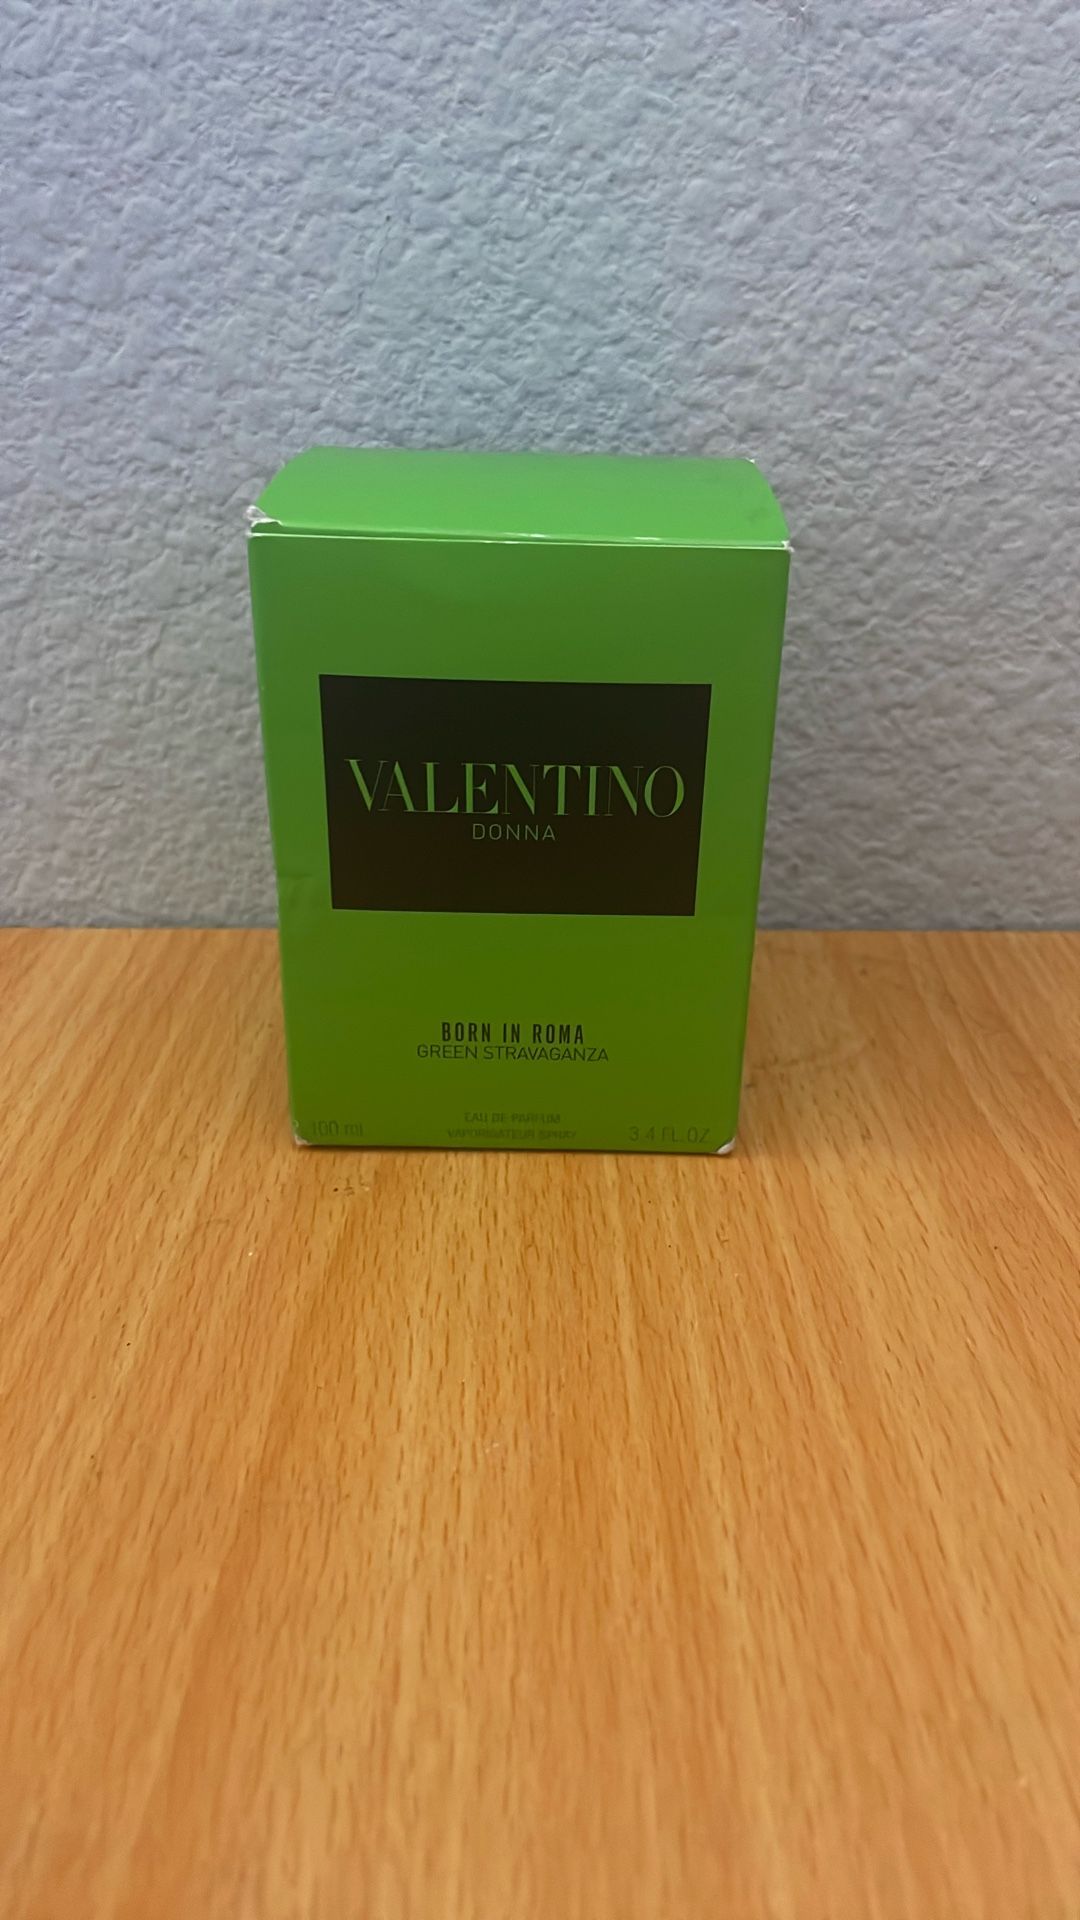 VALENTINO
DONNA
BORN IN ROMA
GREEN STRAVAGANZA
EAU DE PARFUM
VAPORISATEUR SPRAY
100 ml
3.4 FL.OZ